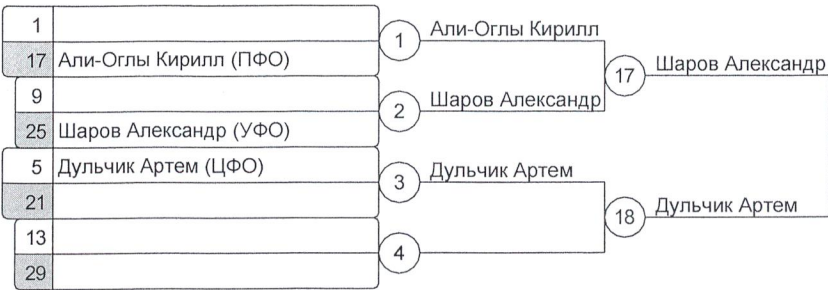 1
17 Али-Оглы Кирилл (ПФО)
1 Али-Оглы Кирилл
9
25 Шаров Александр (УФО)
2 Шаров Александр
17 Шаров Александр
5 Дульчик Артем (ЦФО)
21
3 Дульчик Артем
13
29
4
18 Дульчик Артем